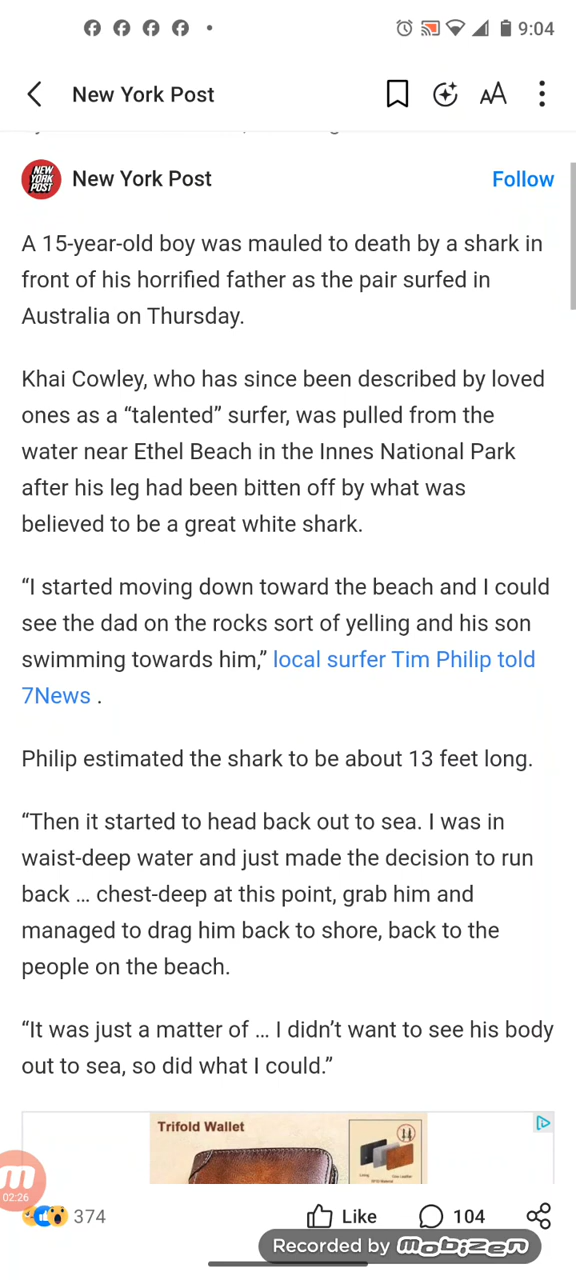 9:04
New York Post
AA
NEW
YORK
POST
New York Post
Follow
A 15-year-old boy was mauled to death by a shark in
front of his horrified father as the pair surfed in
Australia on Thursday.
Khai Cowley, who has since been described by loved
ones as a “talented” surfer, was pulled from the
water near Ethel Beach in the Innes National Park
after his leg had been bitten off by what was
believed to be a great white shark.
“I started moving down toward the beach and I could
see the dad on the rocks sort of yelling and his son
swimming towards him,” local surfer Tim Philip told
7News .
Philip estimated the shark to be about 13 feet long.
“Then it started to head back out to sea. I was in
waist-deep water and just made the decision to run
back … chest-deep at this point, grab him and
managed to drag him back to shore, back to the
people on the beach.
“It was just a matter of … I didn’t want to see his body
out to sea, so did what I could.”
Trifold Wallet
02:26
374
Like
104
Recorded by mobizen